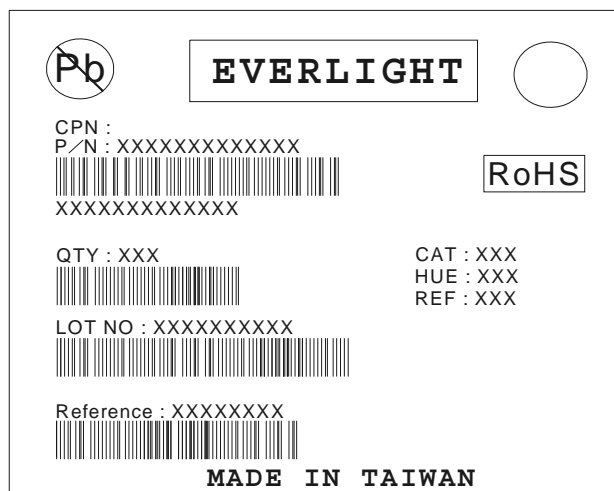 Pb
EVERLIGHT
CPN :
P/N : XXXXXXXXXXXXX
RoHS
XXXXXXXXXXXXX
QTY : XXX
CAT : XXX
HUE : XXX
REF : XXX
LOT NO : XXXXXXXXXX
Reference : XXXXXXXX
MADE IN TAIWAN